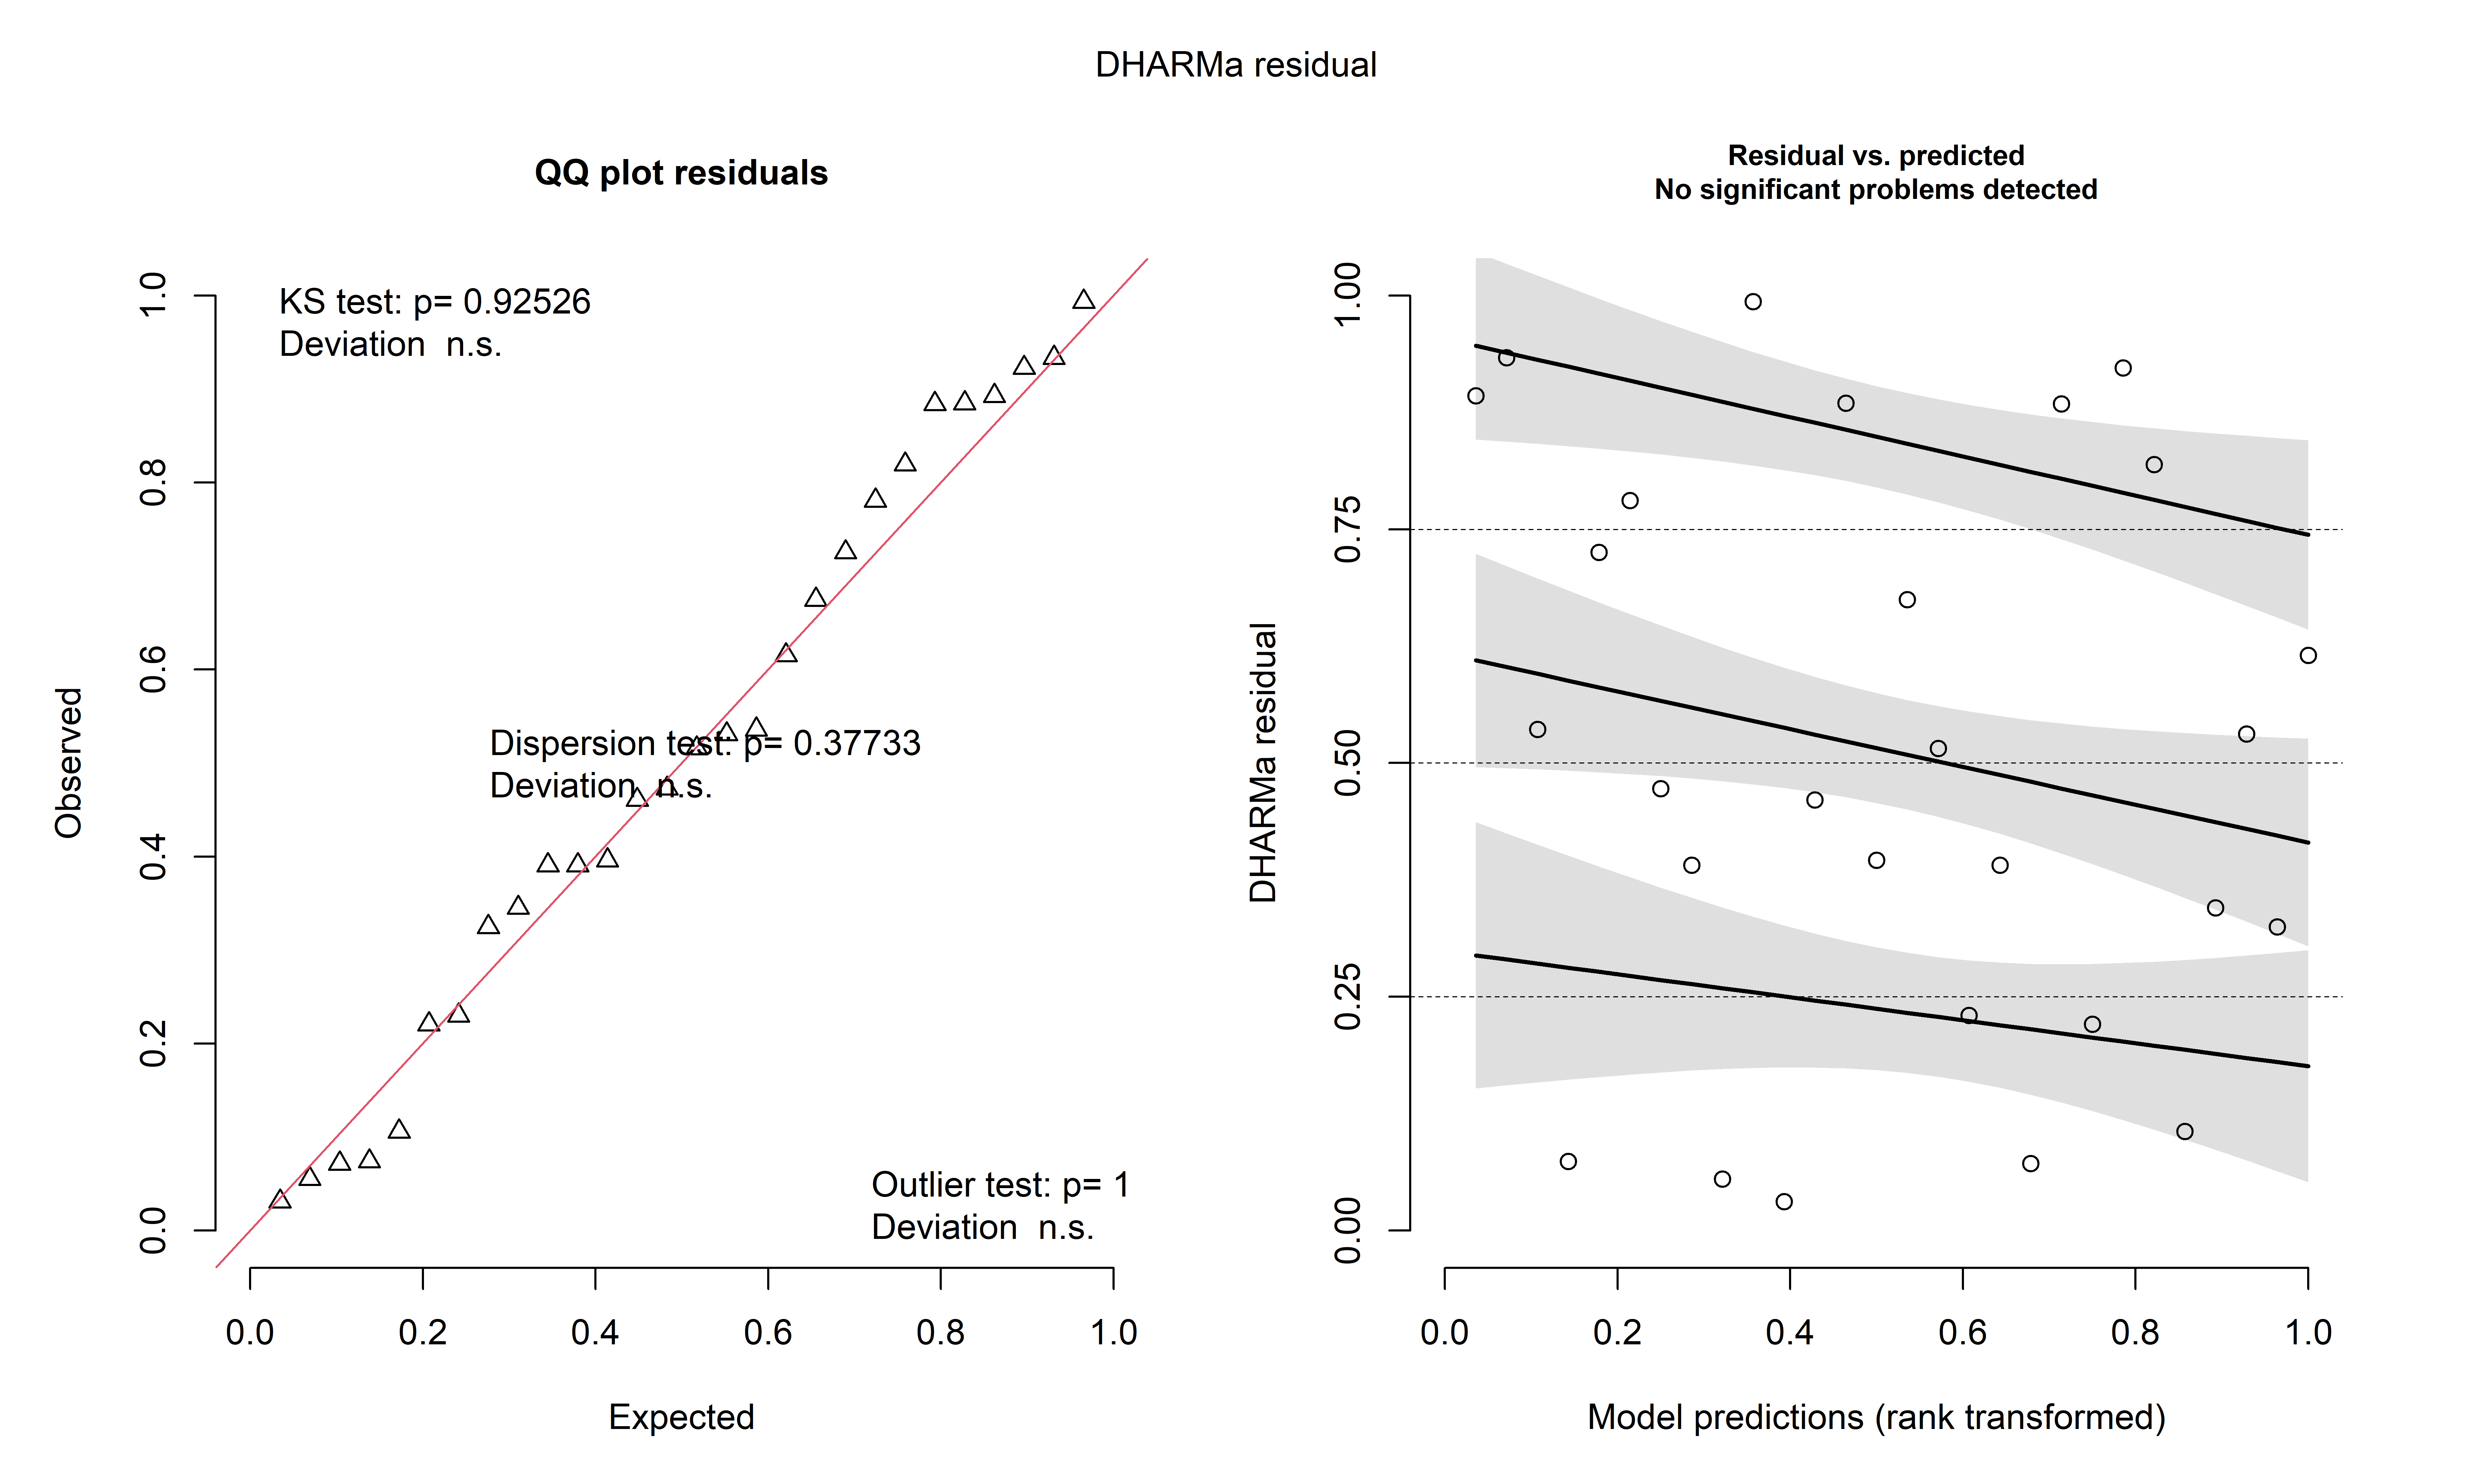 DHARMa residual
QQ plot residuals
KS test: p= 0.92526
Deviation  n.s.
Dispersion test: p= 0.37733
Deviation  n.s.
Outlier test: p= 1
Deviation  n.s.
Observed
0.0
0.2
0.4
0.6
0.8
1.0
0.0 0.2 0.4 0.6 0.8 1.0
Expected
Residual vs. predicted
No significant problems detected
DHARMa residual
0.00
0.25
0.50
0.75
1.00
0.0 0.2 0.4 0.6 0.8 1.0
Model predictions (rank transformed)